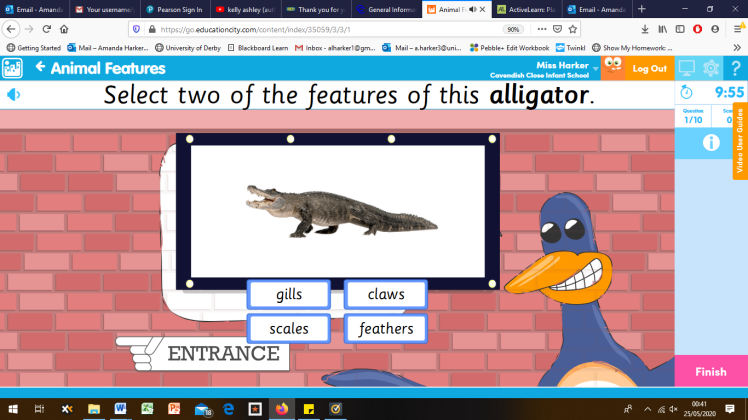 Email - Amanda
Your username
Pearson Sign In
kelly ashley (aut
Thank you for y
General Informa
Animal F
ActiveLearn: Pla
Email - Amanda
https://go.educationcity.com/content/index/35059/3/3/1
90%
Getting Started
Mail – Amanda Harker...
University of Derby
Blackboard Learn
Inbox - alharker1@gm...
Mail – a.harker3@uni...
Pebble+ Edit Workbook
Twinkl
Show My Homework: ...
Animal Features
Miss Harker
Cavendish Close Infant School
Log Out
Select two of the features of this alligator.
9:55
Question
1/10
Video User Guides
gills
claws
scales
feathers
ENTRANCE
Finish
00:41
25/05/2020